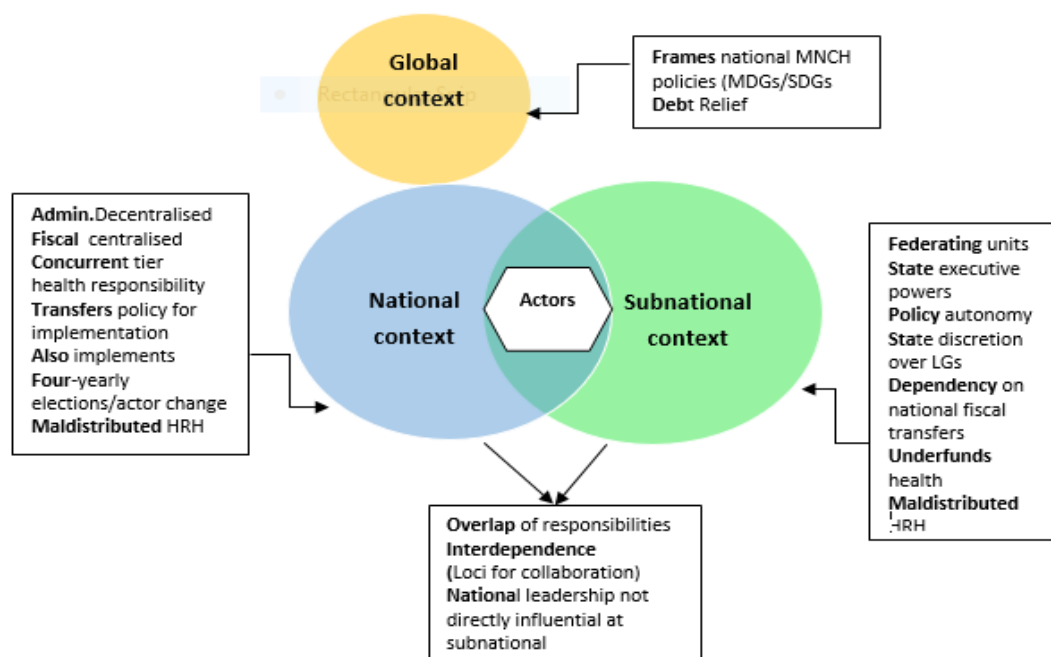 Global
context
Frames national MNCH
policies (MDGs/SDGs
Debt Relief
Admin.Decentralised
Fiscal centralised
Concurrent tier
health responsibility
Transfers policy for
implementation
Also implements
Four-yearly
elections/actor change
Maldistributed HRH
National
context
Actors
Subnational
context
Federating units
State executive
powers
Policy autonomy
State discretion
over LGs
Dependency on
national fiscal
transfers
Underfunds
health
Maldistributed
HRH
Overlap of responsibilities
Interdependence
(Loci for collaboration)
National leadership not
directly influential at
subnational